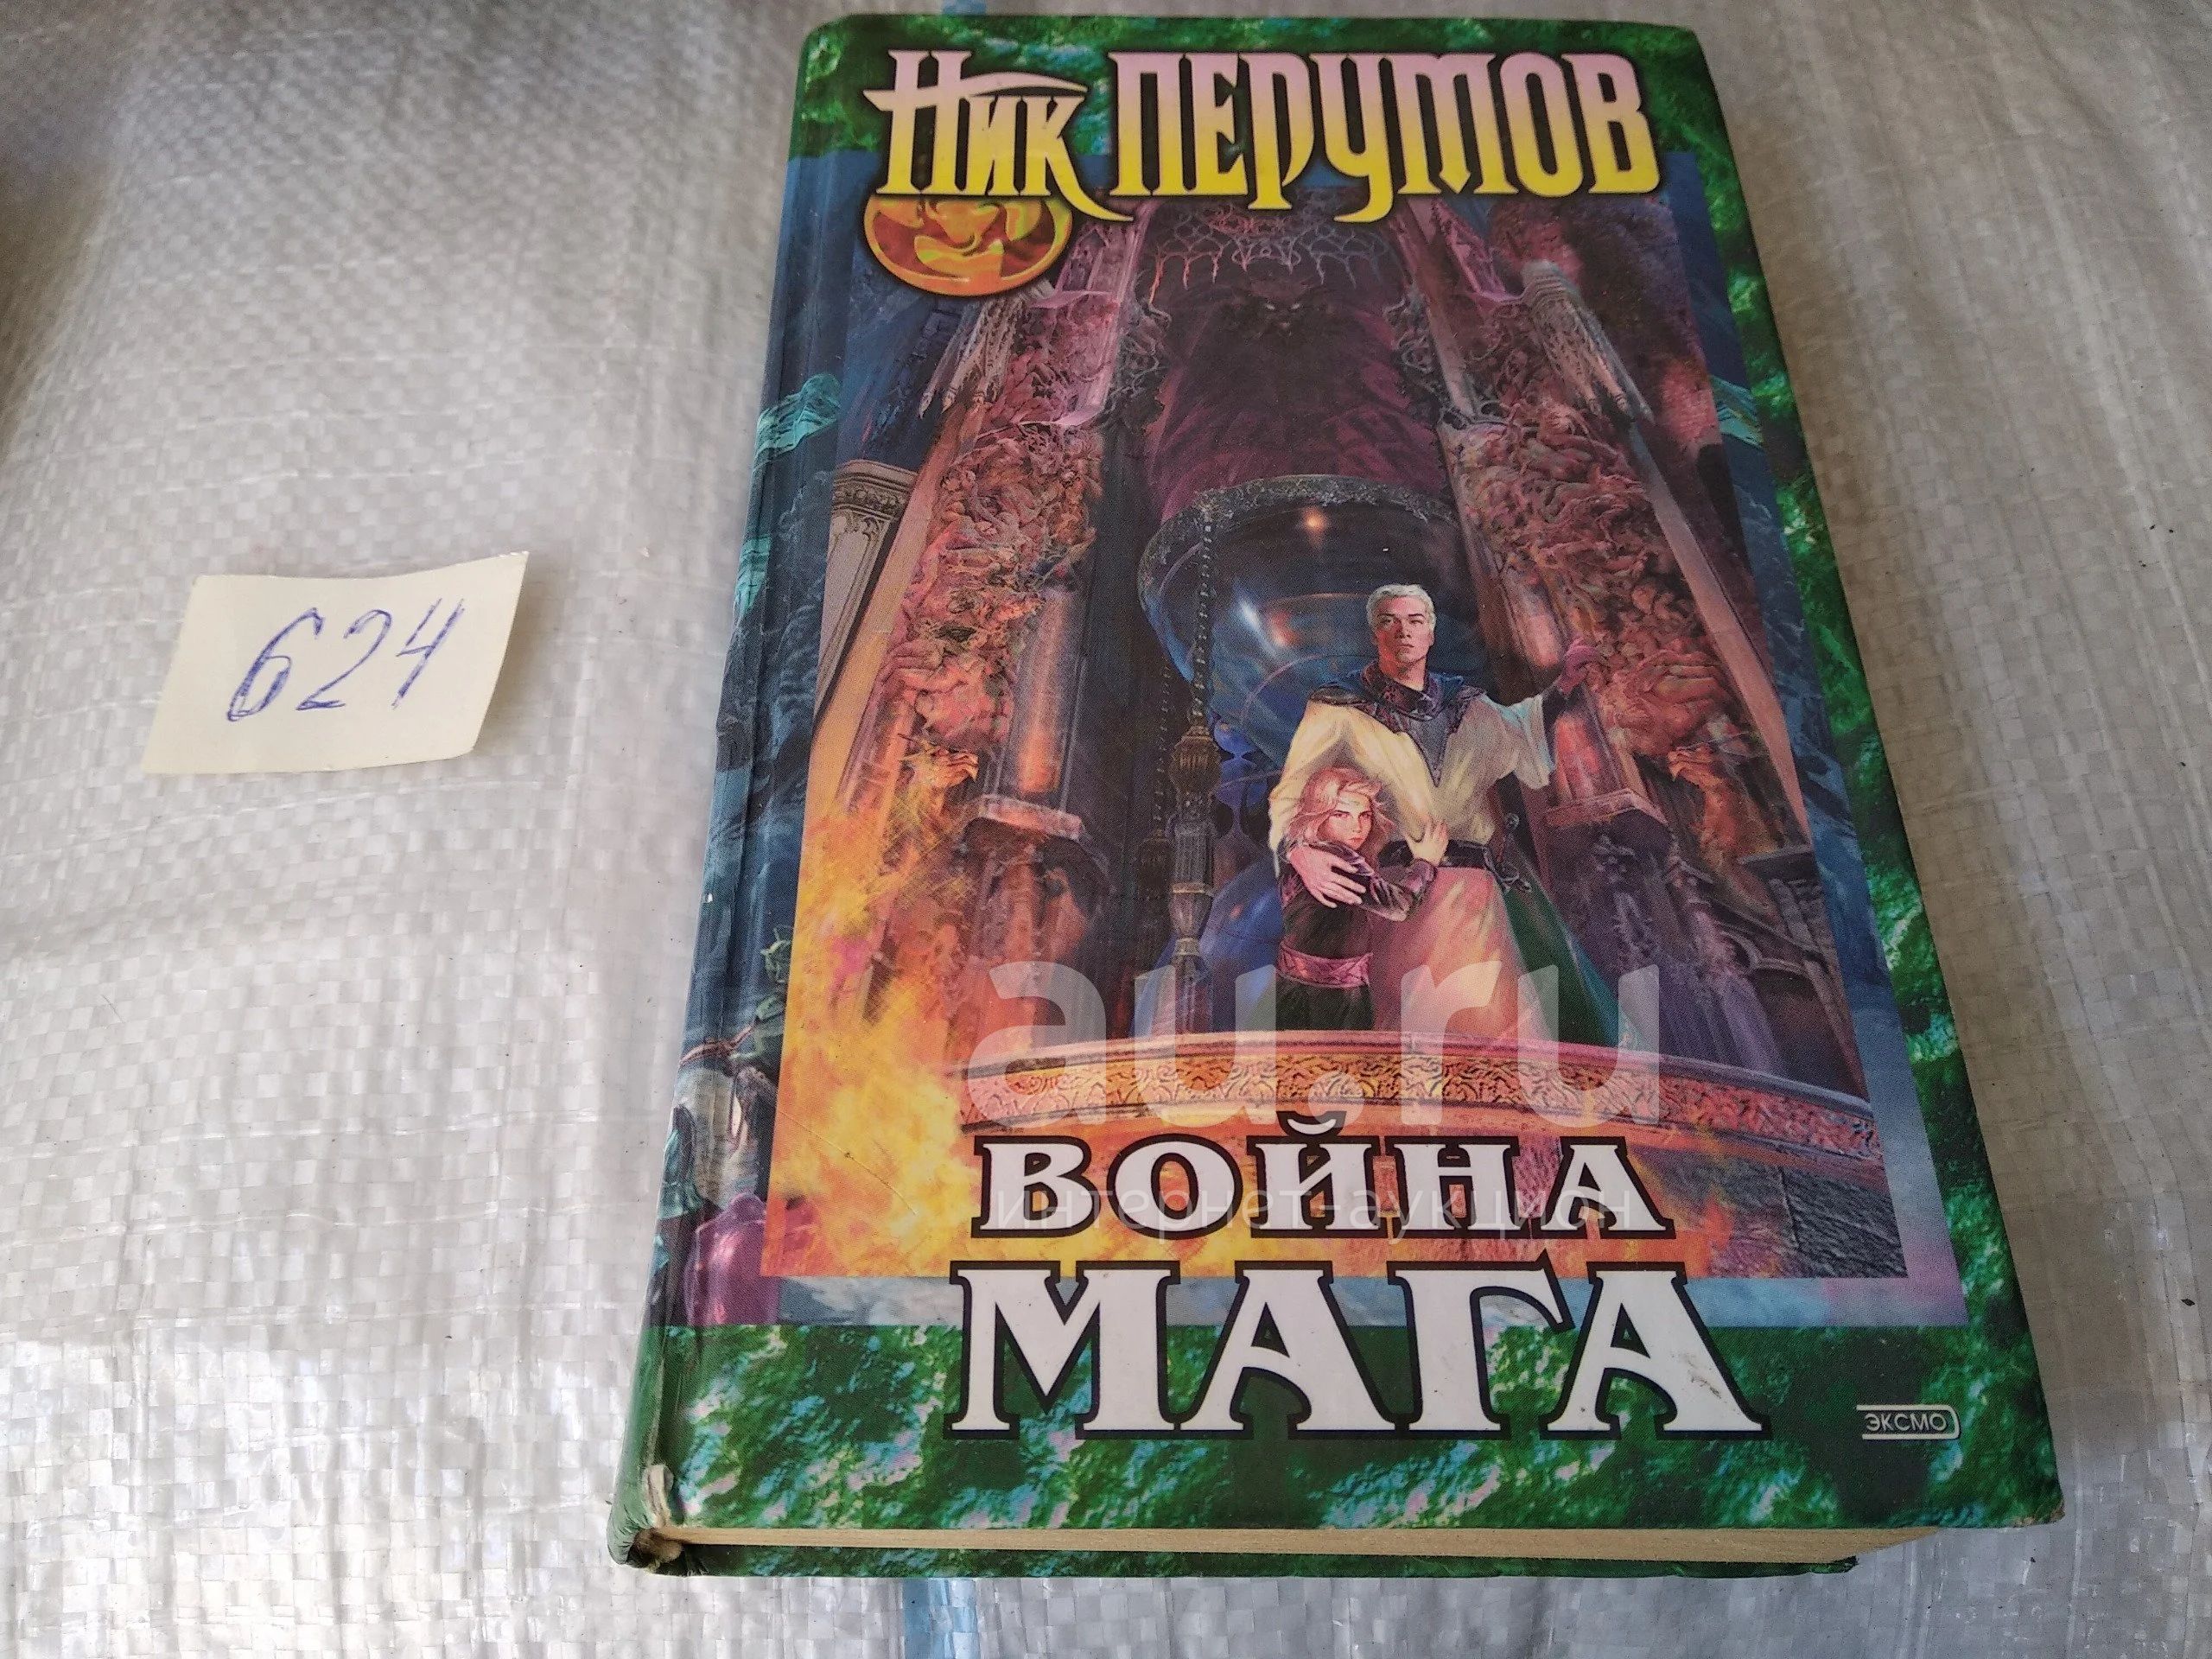 Ник ПЕРУМОВ
624
au.ru
интернет-аукцион
ВОЙНА
МАГА
ЭКСМО